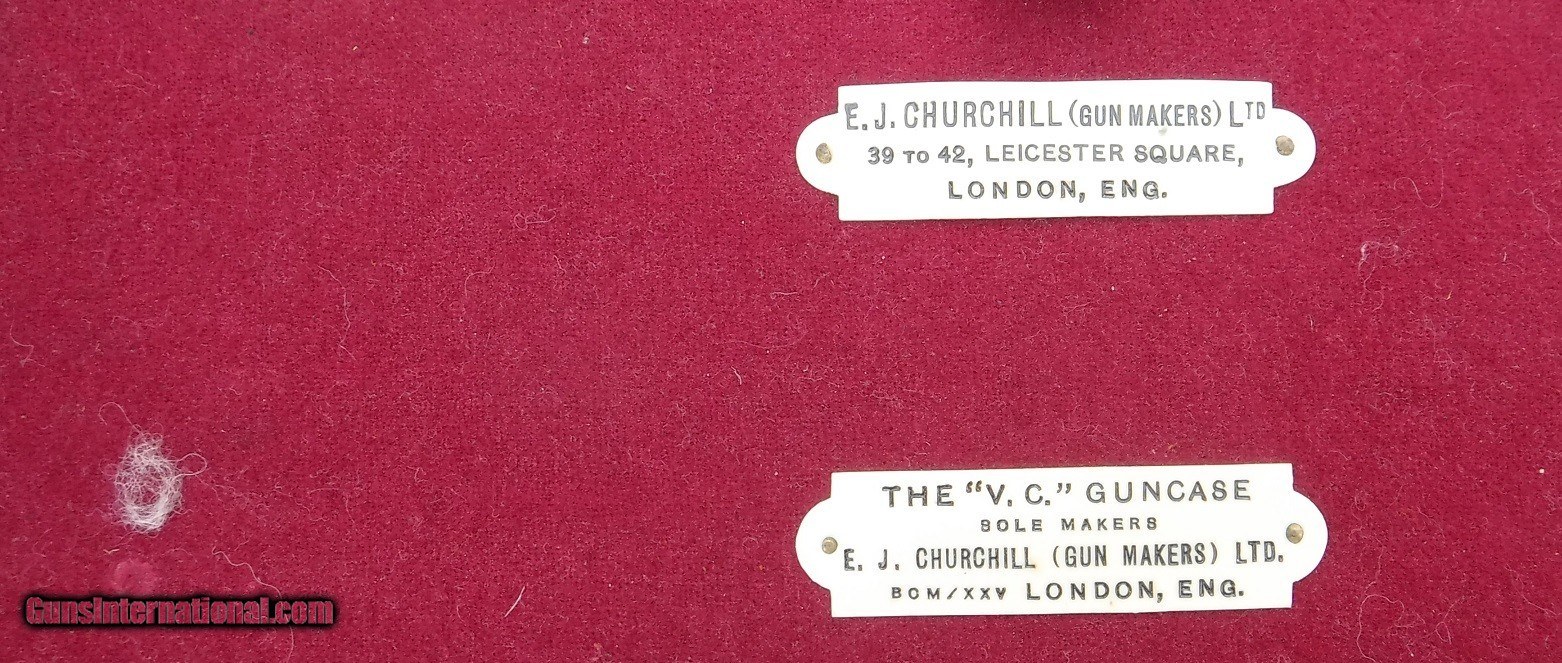 E. J. CHURCHILL (GUN MAKERS) LTD
39 TO 42, LEICESTER SQUARE,
LONDON, ENG.
THE "V. C." GUNCASE
SOLE MAKERS
E. J. CHURCHILL (GUN MAKERS) LTD.
BCM/XXV LONDON, ENG.
GunsInternational.com